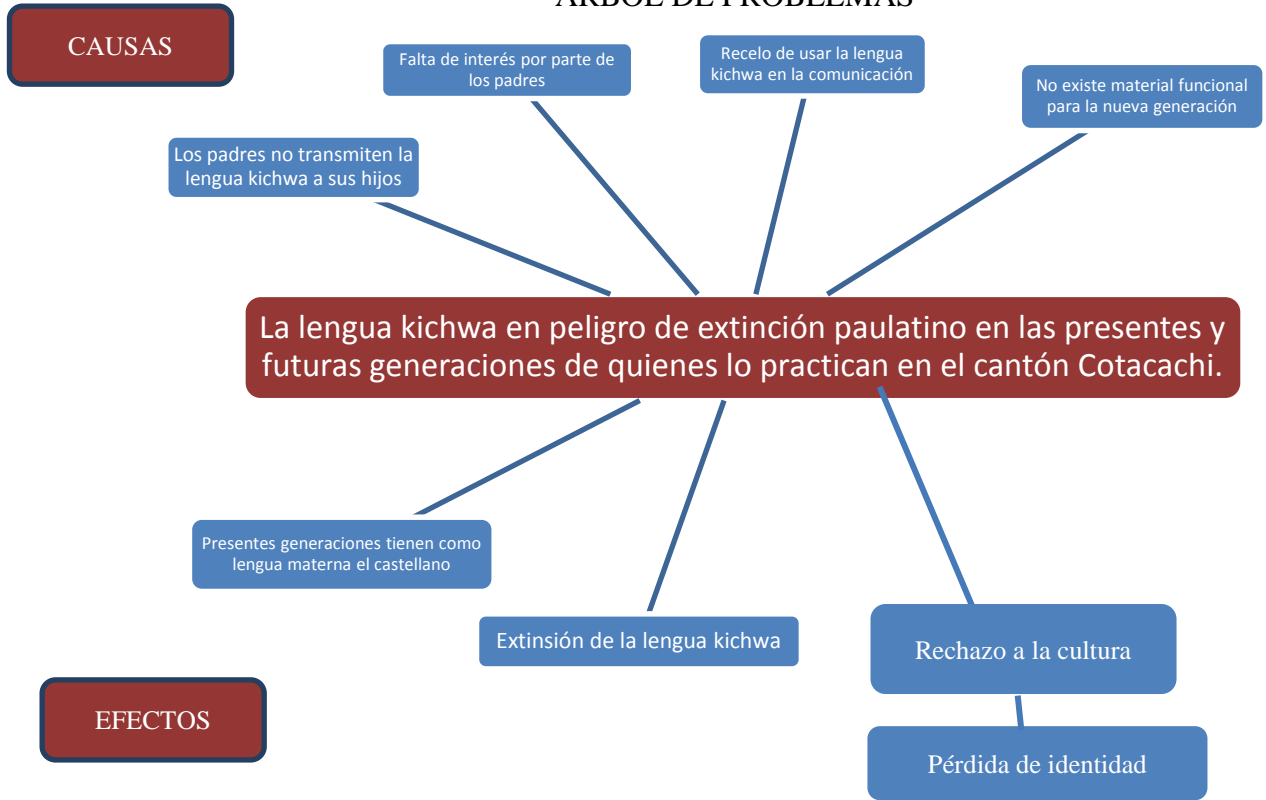 ÁRBOL DE PROBLEMAS
CAUSAS
Falta de interés por parte de
los padres
Recelo de usar la lengua
kichwa en la comunicación
No existe material funcional
para la nueva generación
Los padres no transmiten la
lengua kichwa a sus hijos
La lengua kichwa en peligro de extinción paulatino en las presentes y
futuras generaciones de quienes lo practican en el cantón Cotacachi.
Presentes generaciones tienen como
lengua materna el castellano
Extinsión de la lengua kichwa
Rechazo a la cultura
EFECTOS
Pérdida de identidad